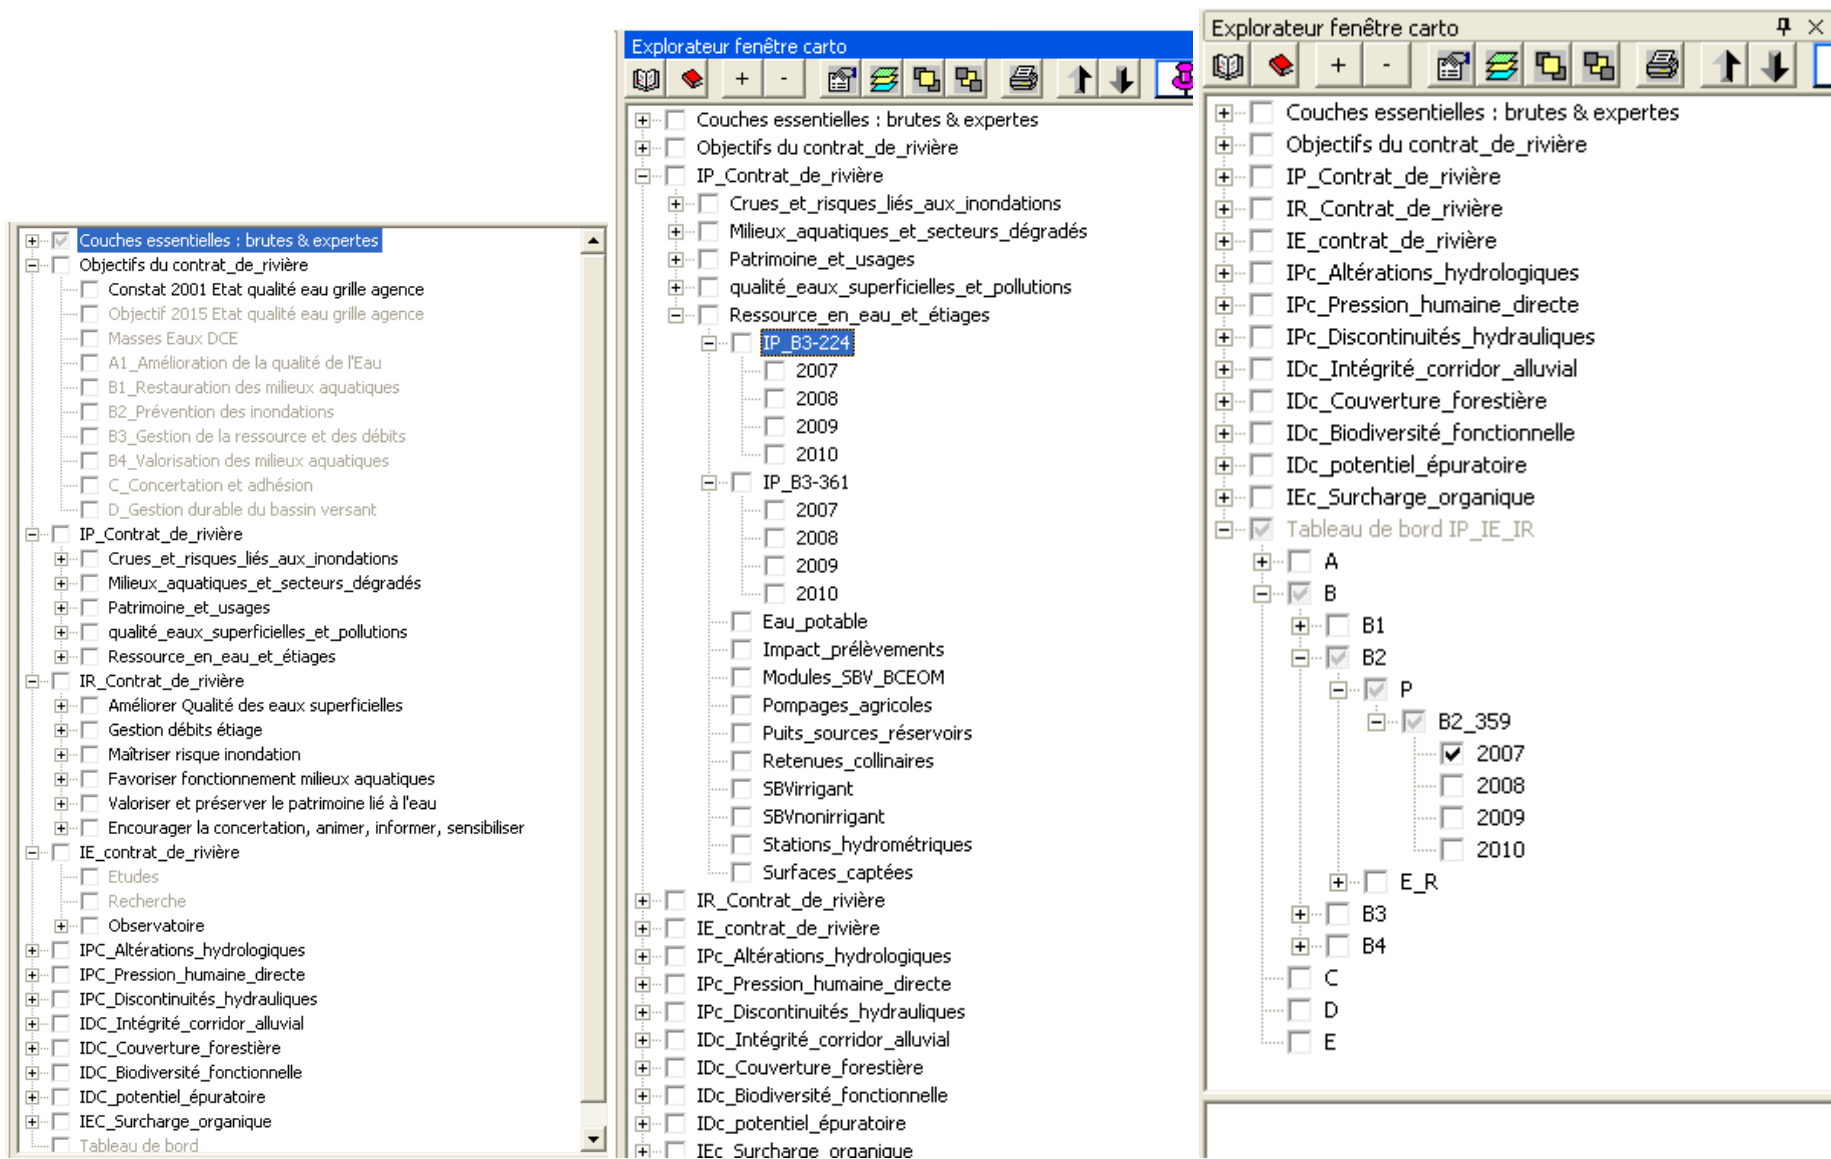 Couches essentielles : brutes & expertes
Objectifs du contrat_de_rivière
Constat 2001 Etat qualité eau grille agence
Objectif 2015 Etat qualité eau grille agence
Masses Eaux DCE
A1_Amélioration de la qualité de l'Eau
B1_Restauration des milieux aquatiques
B2_Prévention des inondations
B3_Gestion de la ressource et des débits
B4_Valorisation des milieux aquatiques
C_Concertation et adhésion
D_Gestion durable du bassin versant
IP_Contrat_de_rivière
Crues_et_risques_liés_aux_inondations
Milieux_aquatiques_et_secteurs_dégradés
Patrimoine_et_usages
qualité_eaux_superficielles_et_pollutions
Ressource_en_eau_et_étiages
IR_Contrat_de_rivière
Améliorer Qualité des eaux superficielles
Gestion débits étiage
Maîtriser risque inondation
Favoriser fonctionnement milieux aquatiques
Valoriser et préserver le patrimoine lié à l'eau
Encourager la concertation, animer, informer, sensibiliser
IE_contrat_de_rivière
Etudes
Recherche
Observatoire
IPC_Altérations_hydrologiques
IPC_Pression_humaine_directe
IPC_Discontinuités_hydrauliques
IDC_Intégrité_corridor_alluvial
IDC_Couverture_forestière
IDC_Biodiversité_fonctionnelle
IDC_potentiel_épuratoire
IEC_Surcharge_organique
Tableau de bord
Explorateur fenêtre carto
+ -
Couches essentielles : brutes & expertes
Objectifs du contrat_de_rivière
IP_Contrat_de_rivière
Crues_et_risques_liés_aux_inondations
Milieux_aquatiques_et_secteurs_dégradés
Patrimoine_et_usages
qualité_eaux_superficielles_et_pollutions
Ressource_en_eau_et_étiages
IP_B3-224
2007
2008
2009
2010
IP_B3-361
2007
2008
2009
2010
Eau_potable
Impact_prélèvements
Modules_SBV_BCEOM
Pompages_agricoles
Puits_sources_réservoirs
Retenues_collinaires
SBVirrigant
SBVnonirrigant
Stations_hydrométriques
Surfaces_captées
IR_Contrat_de_rivière
IE_contrat_de_rivière
IPc_Altérations_hydrologiques
IPc_Pression_humaine_directe
IPc_Discontinuités_hydrauliques
IDc_Intégrité_corridor_alluvial
IDc_Couverture_forestière
IDc_Biodiversité_fonctionnelle
IDc_potentiel_épuratoire
IEc_Surcharge_organique
Explorateur fenêtre carto
+ -
Couches essentielles : brutes & expertes
Objectifs du contrat_de_rivière
IP_Contrat_de_rivière
IR_Contrat_de_rivière
IE_contrat_de_rivière
IPc_Altérations_hydrologiques
IPc_Pression_humaine_directe
IPc_Discontinuités_hydrauliques
IDc_Intégrité_corridor_alluvial
IDc_Couverture_forestière
IDc_Biodiversité_fonctionnelle
IDc_potentiel_épuratoire
IEc_Surcharge_organique
Tableau de bord IP_IE_IR
A
B
B1
B2
P
B2_359
2007
2008
2009
2010
E_R
B3
B4
C
D
E